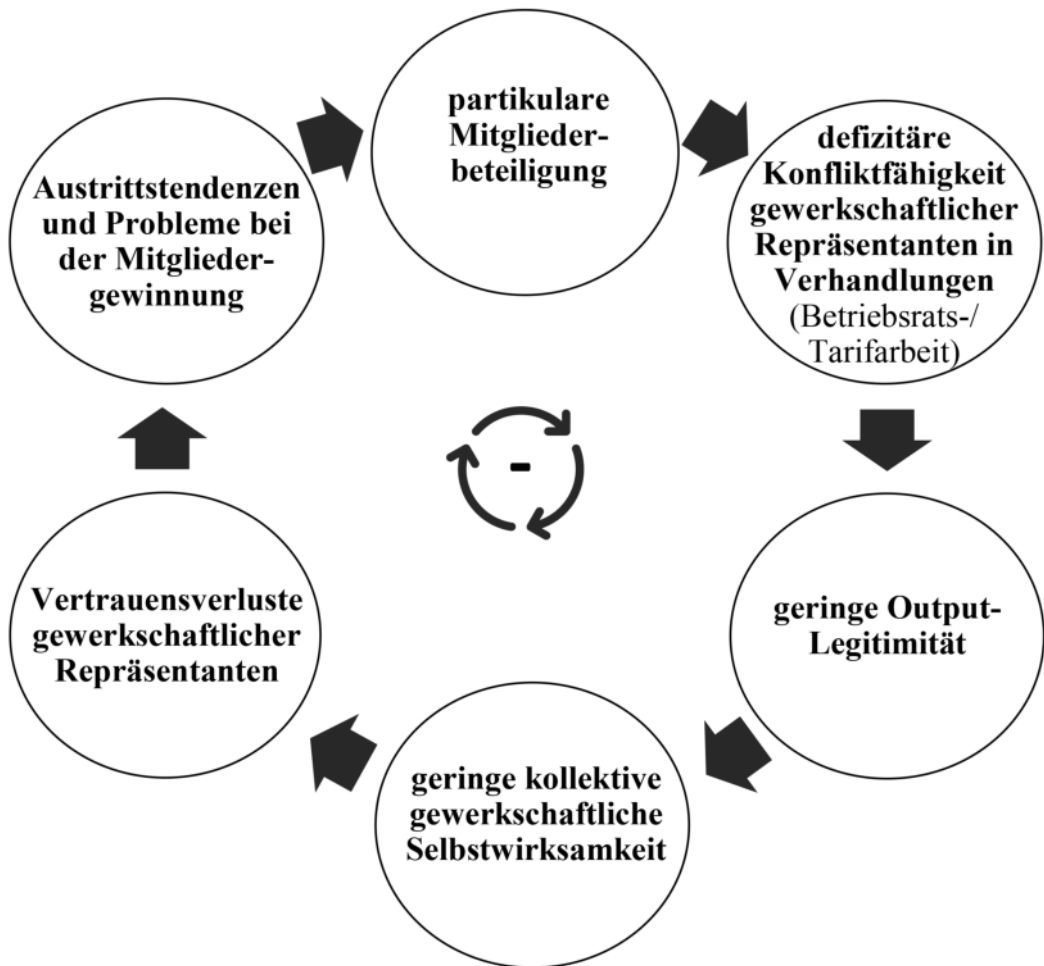 partikulare
Mitglieder-
beteiligung
defizitäre
Konfliktfähigkeit
gewerkschaftlicher
Repräsentanten in
Verhandlungen
(Betriebsrats-/
Tarifarbeit)
geringe Output-
Legitimität
geringe kollektive
gewerkschaftliche
Selbstwirksamkeit
Vertrauensverluste
gewerkschaftlicher
Repräsentanten
Austrittstendenzen
und Probleme bei
der Mitglieder-
gewinnung
-